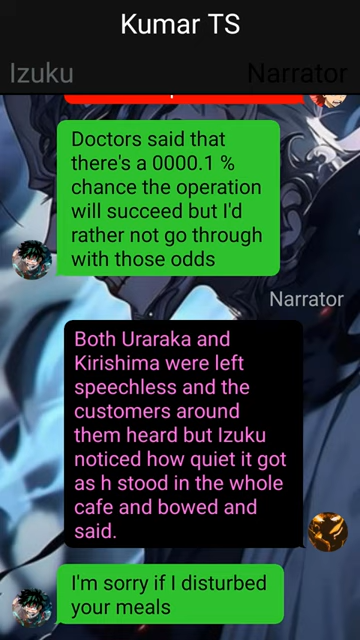 Kumar TS
Izuku
Narrator
Doctors said that
there's a 0000.1 %
chance the operation
will succeed but I'd
rather not go through
with those odds
Narrator
Both Uraraka and
Kirishima were left
speechless and the
customers around
them heard but Izuku
noticed how quiet it got
as h stood in the whole
cafe and bowed and
said.
I'm sorry if I disturbed
your meals